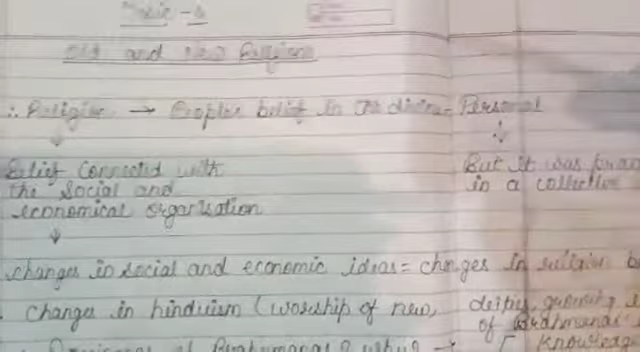 Topic - 
Old and New Religions
∴ Religion → Peoples belief in The divine = Personal
Belief connected with
the social and
economical organisation
But it was
in a collective
changes in social and economic ideas = changes in religion
Changes in hinduism (worship of new deities, growing
of Brahmanas
Knowledge